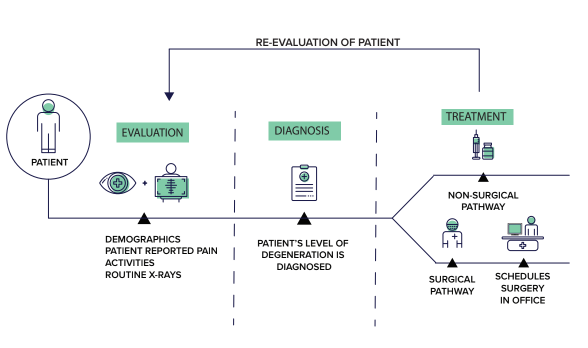 RE-EVALUATION OF PATIENT
PATIENT
EVALUATION
DEMOGRAPHICS
PATIENT REPORTED PAIN
ACTIVITIES
ROUTINE X-RAYS
DIAGNOSIS
PATIENT'S LEVEL OF
DEGENERATION IS
DIAGNOSED
TREATMENT
NON-SURGICAL
PATHWAY
SURGICAL
PATHWAY
SCHEDULES
SURGERY
IN OFFICE